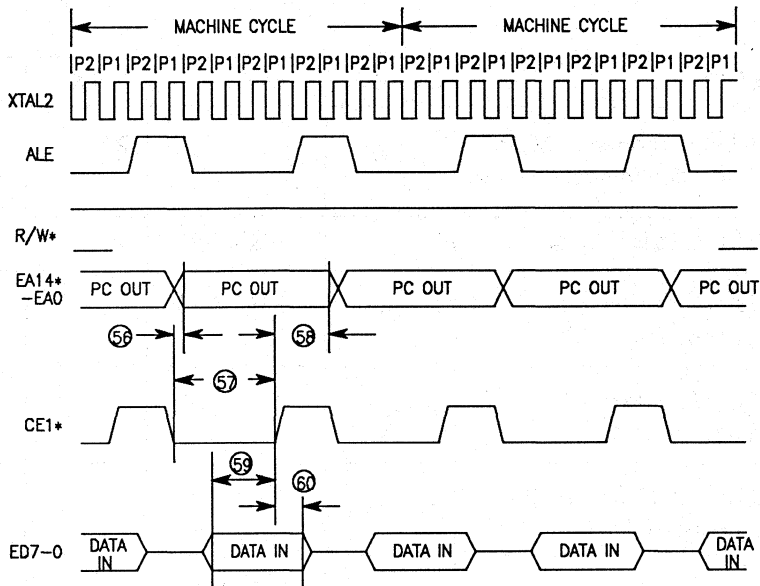 MACHINE CYCLE MACHINE CYCLE
|P2|P1|P2|P1|P2|P1|P2|P1|P2|P1|P2|P1|P2|P1|P2|P1|P2|P1|P2|P1|P2|P1|P2|P1|
XTAL2
ALE
R/W*
EA14*
-EA0
PC OUT PC OUT PC OUT PC OUT PC OUT
56 58
57
CE1*
59
60
ED7-0 DATA IN DATA IN DATA IN DATA IN DATA IN